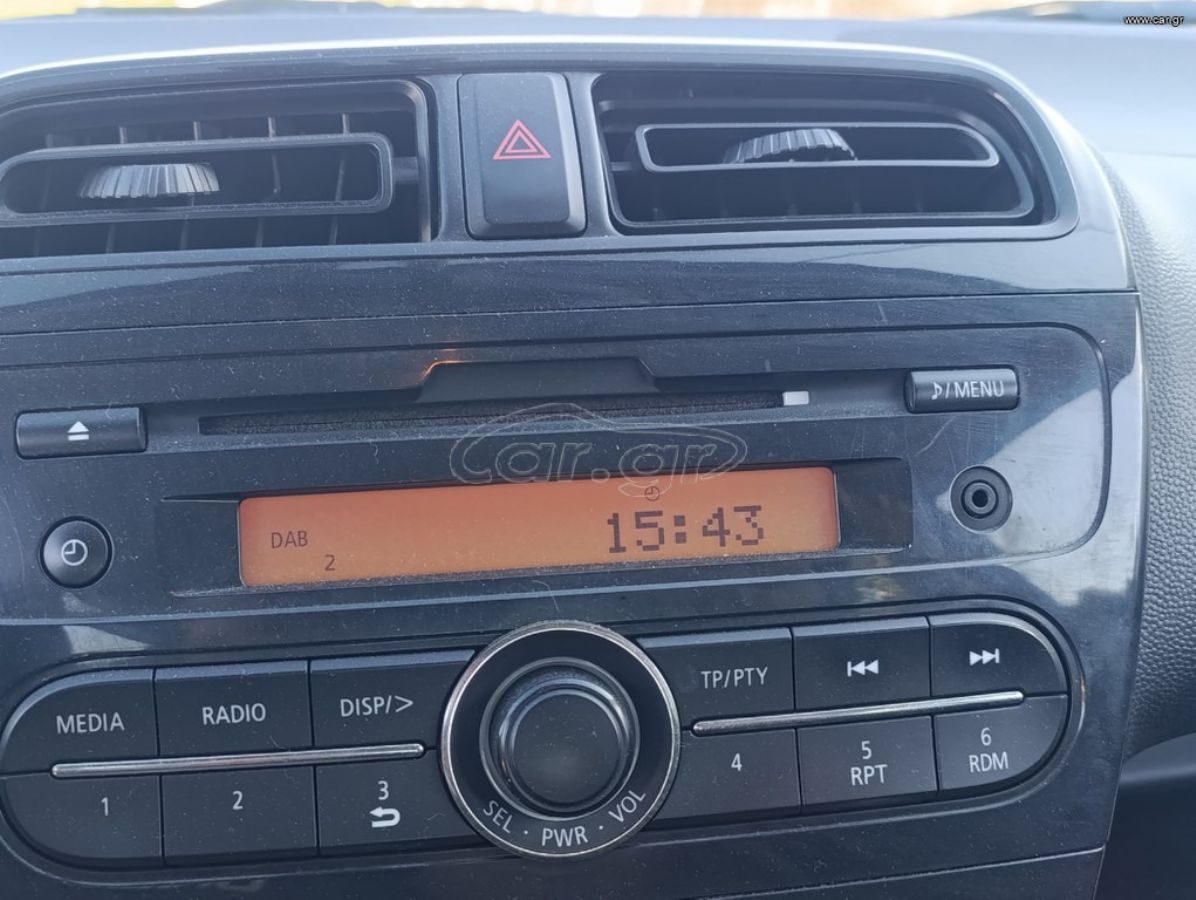 www.car.gr
♪/MENU
car.gr
DAB
2
15:43
MEDIA
RADIO
DISP/>
TP/PTY
1
2
3
4
5
RPT
6
RDM
SEL · PWR · VOL